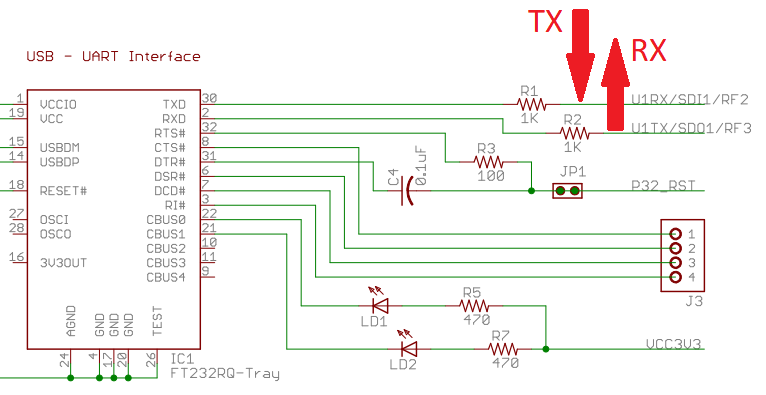 TX
RX
USB - UART Interface
1 VCCIO TXD 30 R1 1K U1RX/SDI1/RF2
19 VCC RXD 2 R2 1K U1TX/SDO1/RF3
RTS# 32 R3 100
15 USBDM CTS# 8
14 USBDP DTR# 31 C4 0.1uF
DSR# 6 JP1
18 RESET# DCD# 7 P32_RST
RI# 3
27 OSCI CBUS0 22
28 OSCO CBUS1 21 1
CBUS2 10 2
16 3V3OUT CBUS3 11 3
CBUS4 9 4
J3
LD1 R5 470
LD2 R7 470 VCC3V3
AGND GND GND GND TEST
24 4 17 20 26
IC1
FT232RQ-Tray